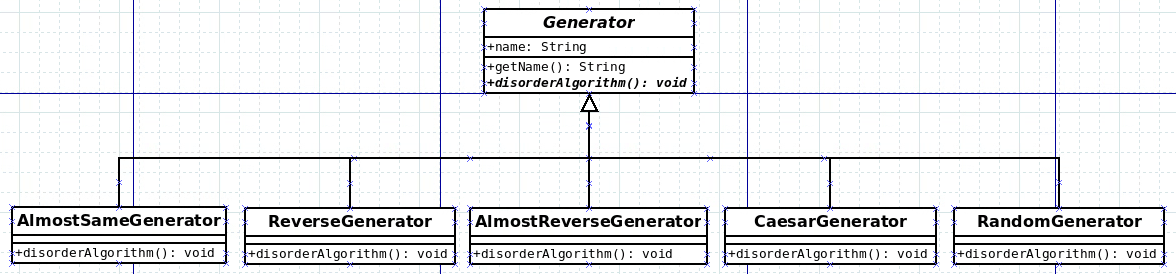 Generator
+name: String
+getName(): String
+disorderAlgorithm(): void
AlmostSameGenerator
+disorderAlgorithm(): void
ReverseGenerator
+disorderAlgorithm(): void
AlmostReverseGenerator
+disorderAlgorithm(): void
CaesarGenerator
+disorderAlgorithm(): void
RandomGenerator
+disorderAlgorithm(): void